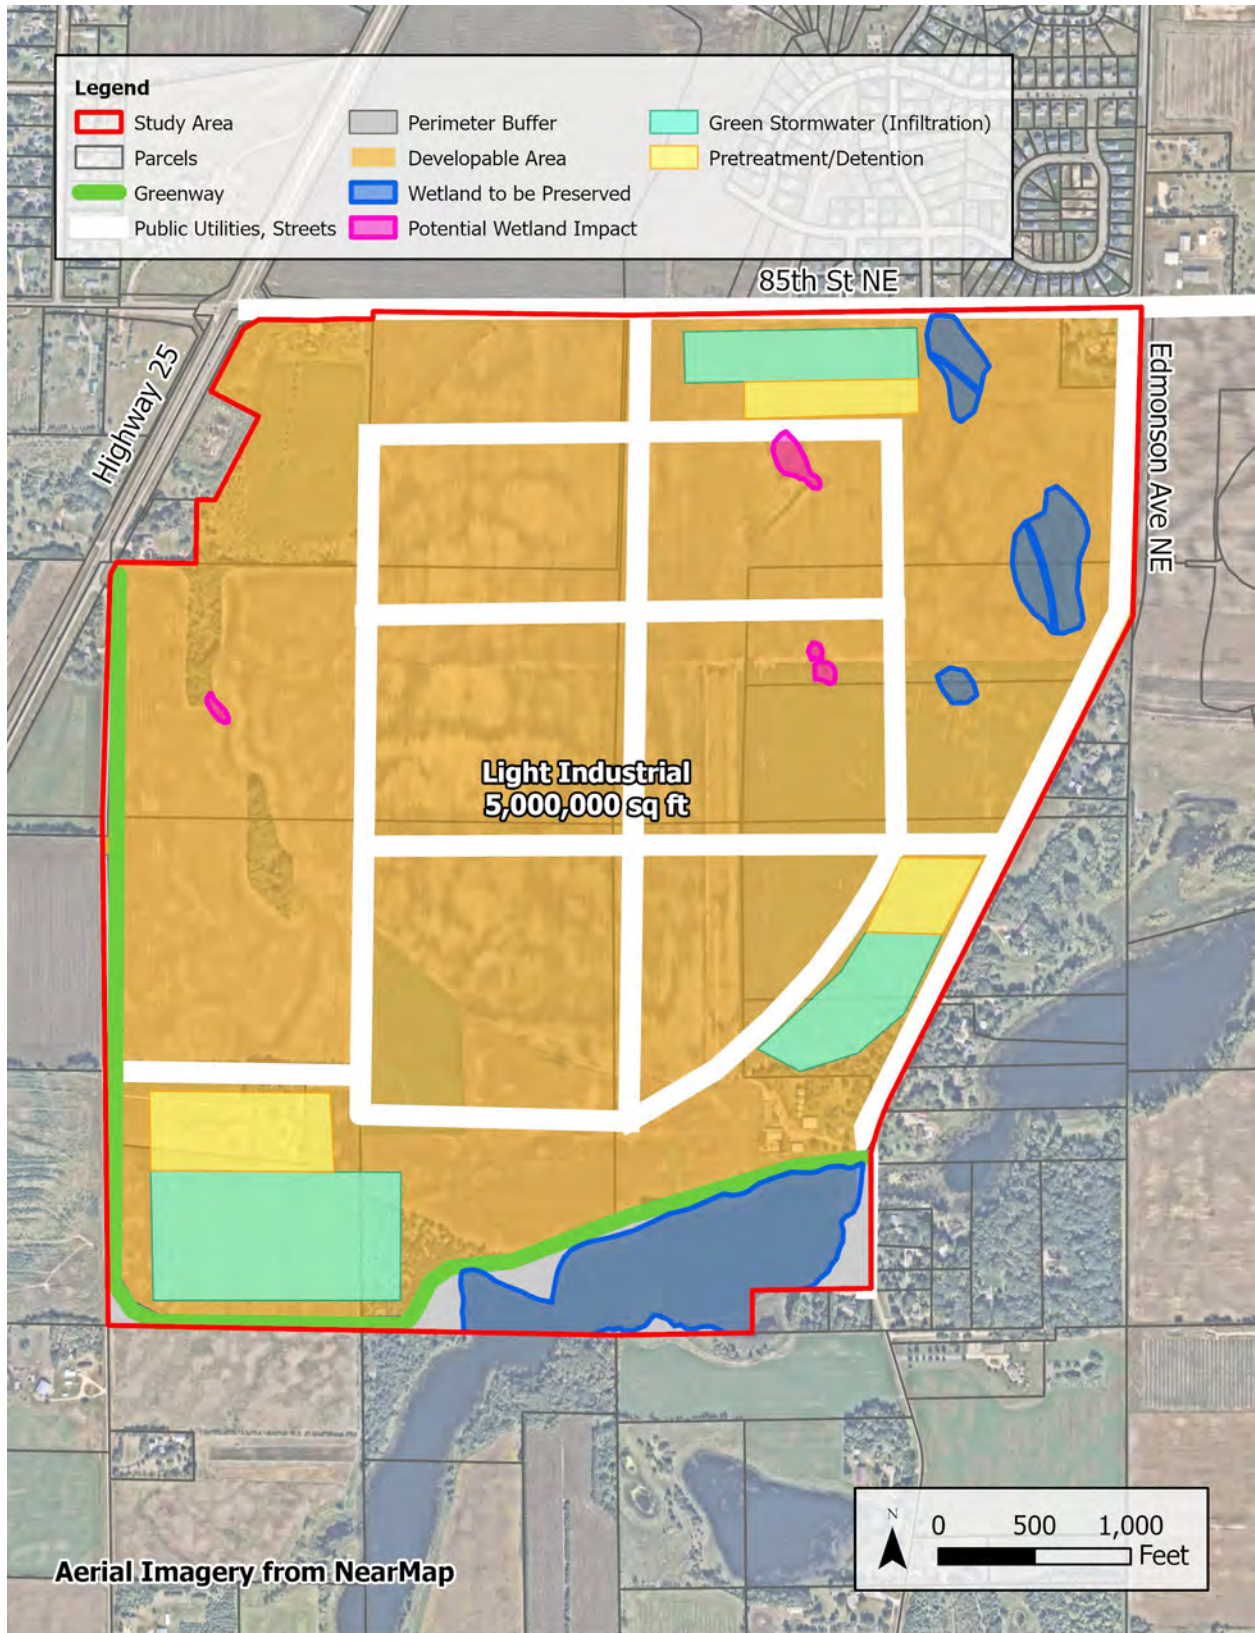 Legend
Study Area
Parcels
Greenway
Public Utilities, Streets
Perimeter Buffer
Developable Area
Wetland to be Preserved
Potential Wetland Impact
Green Stormwater (Infiltration)
Pretreatment/Detention
85th St NE
Highway 25
Edmonson Ave NE
Light Industrial
5,000,000 sq ft
N
0 500 1,000
Feet
Aerial Imagery from NearMap